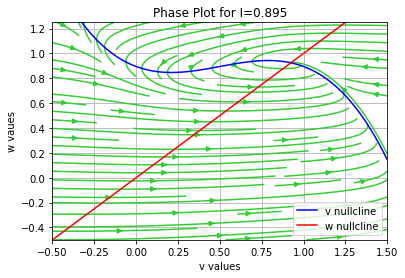 Phase Plot for I=0.895
w values
1.2
1.0
0.8
0.6
0.4
0.2
0.0
−0.2
−0.4
v nullcline
w nullcline
−0.50 −0.25 0.00 0.25 0.50 0.75 1.00 1.25 1.50
v values